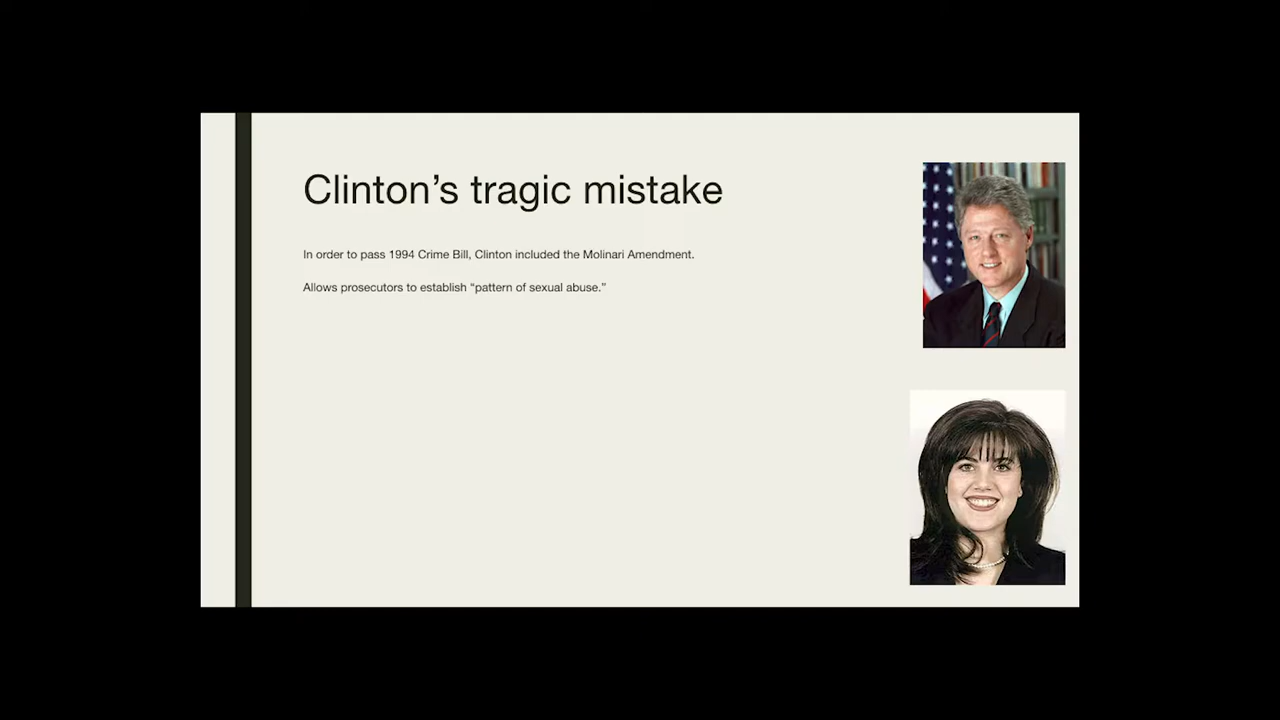 Clinton’s tragic mistake
In order to pass 1994 Crime Bill, Clinton included the Molinari Amendment.
Allows prosecutors to establish “pattern of sexual abuse.”